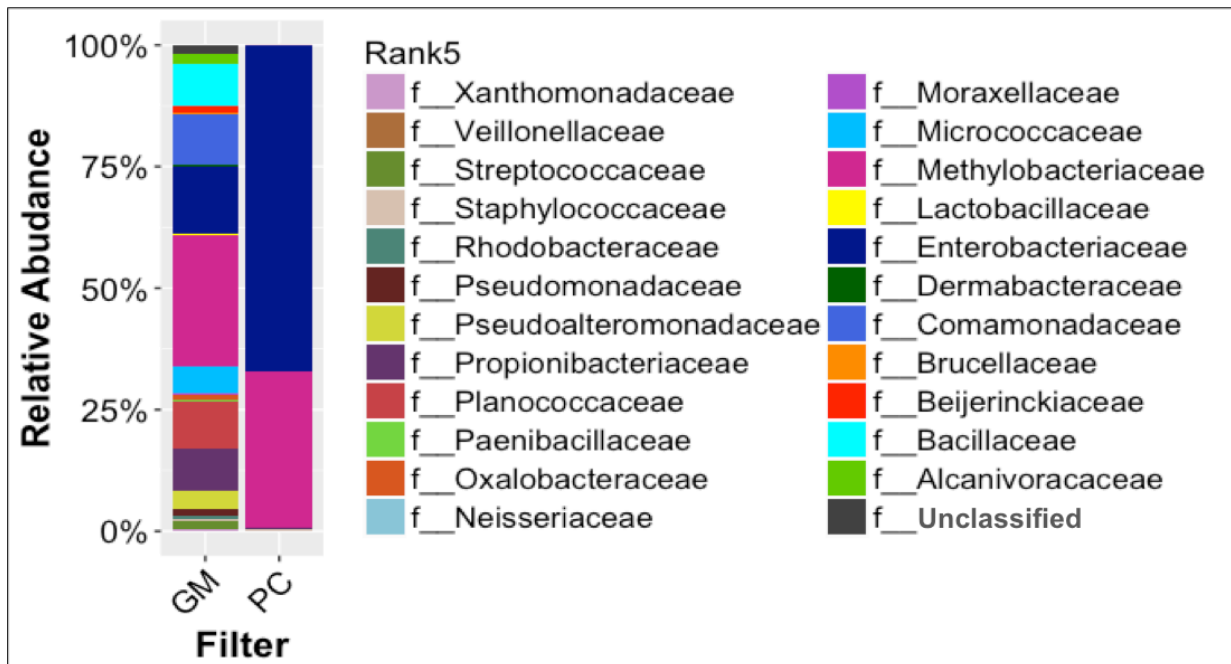 100%
75%
50%
25%
0%
Relative Abudance
GM
PC
Filter
Rank5
f__Xanthomonadaceae
f__Veillonellaceae
f__Streptococcaceae
f__Staphylococcaceae
f__Rhodobacteraceae
f__Pseudomonadaceae
f__Pseudoalteromonadaceae
f__Propionibacteriaceae
f__Planococcaceae
f__Paenibacillaceae
f__Oxalobacteraceae
f__Neisseriaceae
f__Moraxellaceae
f__Micrococcaceae
f__Methylobacteriaceae
f__Lactobacillaceae
f__Enterobacteriaceae
f__Dermabacteraceae
f__Comamonadaceae
f__Brucellaceae
f__Beijerinckiaceae
f__Bacillaceae
f__Alcanivoracaceae
f__Unclassified